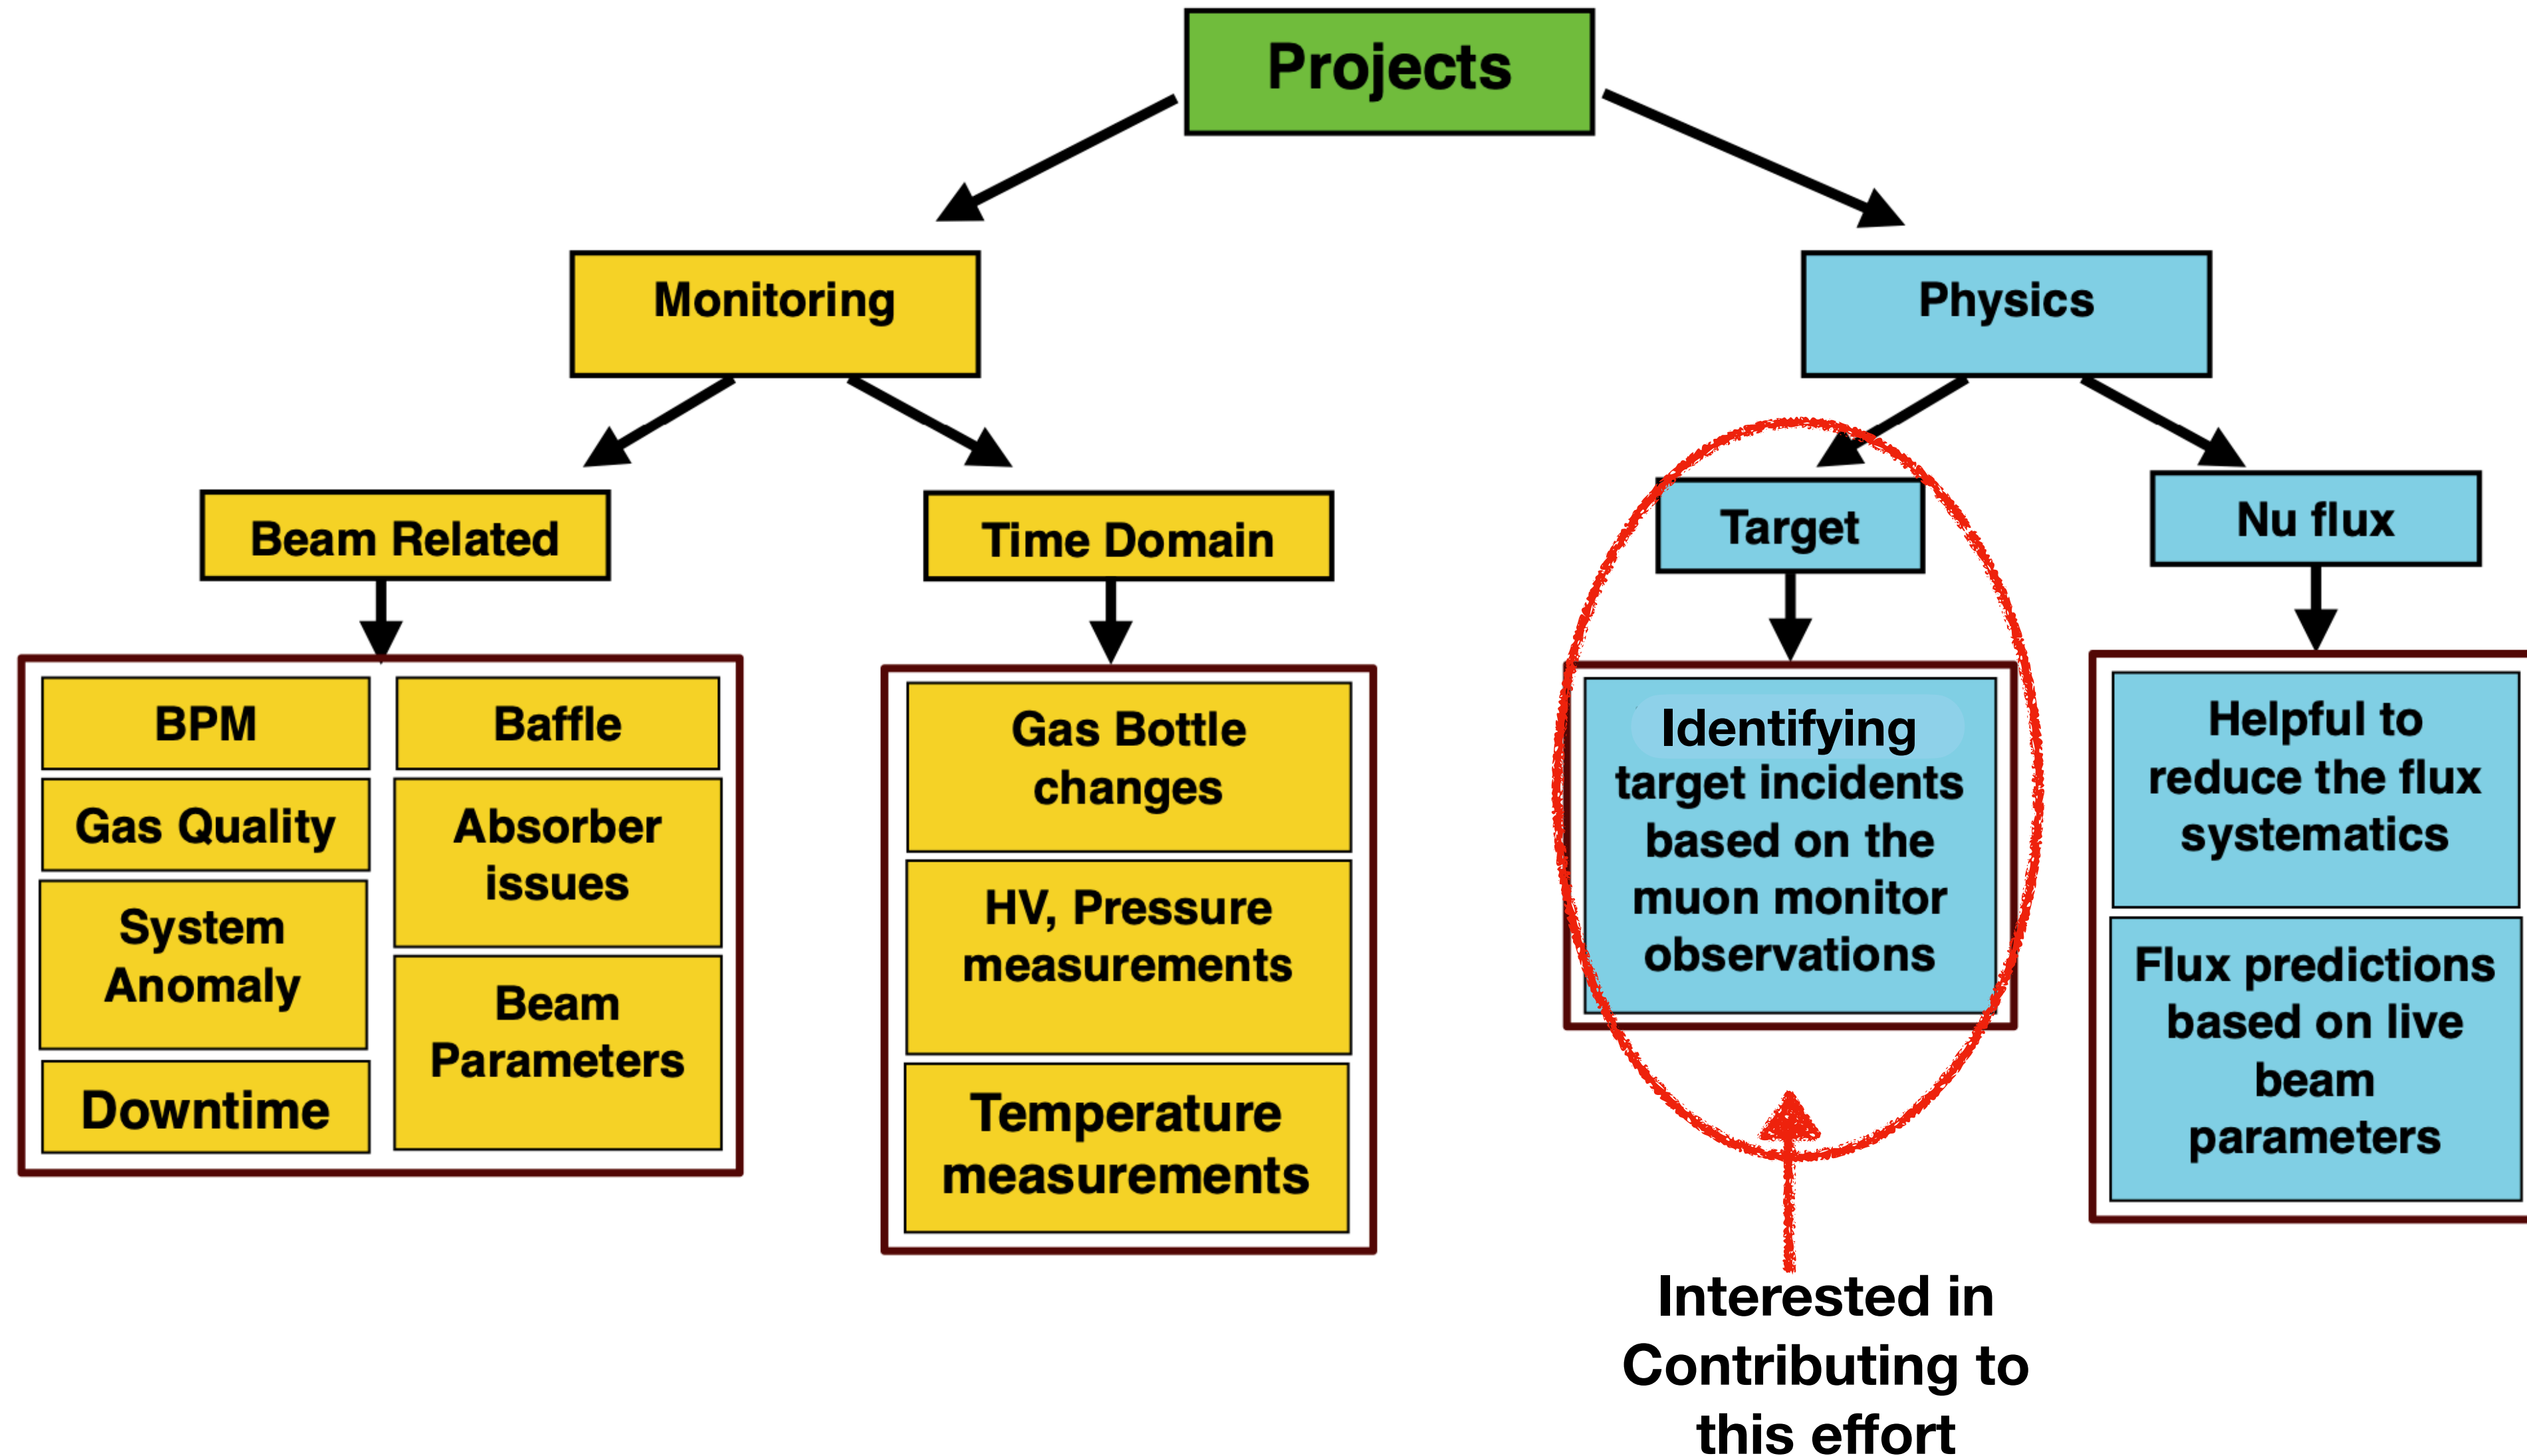 Projects
Monitoring
Physics
Beam Related
Time Domain
Target
Nu flux
BPM
Gas Quality
System
Anomaly
Downtime
Baffle
Absorber
issues
Beam
Parameters
Gas Bottle
changes
HV, Pressure
measurements
Temperature
measurements
Identifying
target incidents
based on the
muon monitor
observations
Helpful to
reduce the flux
systematics
Flux predictions
based on live
beam
parameters
Interested in
Contributing to
this effort